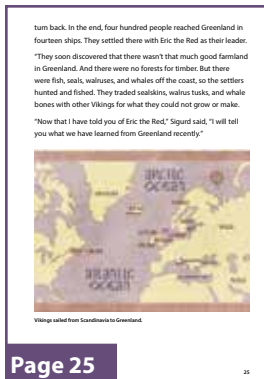 turn back. In the end, four hundred people reached Greenland in
fourteen ships. They settled there with Eric the Red as their leader.
“They soon discovered that there wasn’t that much good farmland
in Greenland. And there were no forests for timber. But there
were fish, seals, walruses, and whales off the coast, so the settlers
hunted and fished. They traded sealskins, walrus tusks, and whale
bones with other Vikings for what they could not grow or make.
“Now that I have told you of Eric the Red,” Sigurd said, “I will tell
you what we have learned from Greenland recently.”
ARCTIC
OCEAN
ATLANTIC
OCEAN
Vikings sailed from Scandinavia to Greenland.
Page 25
25